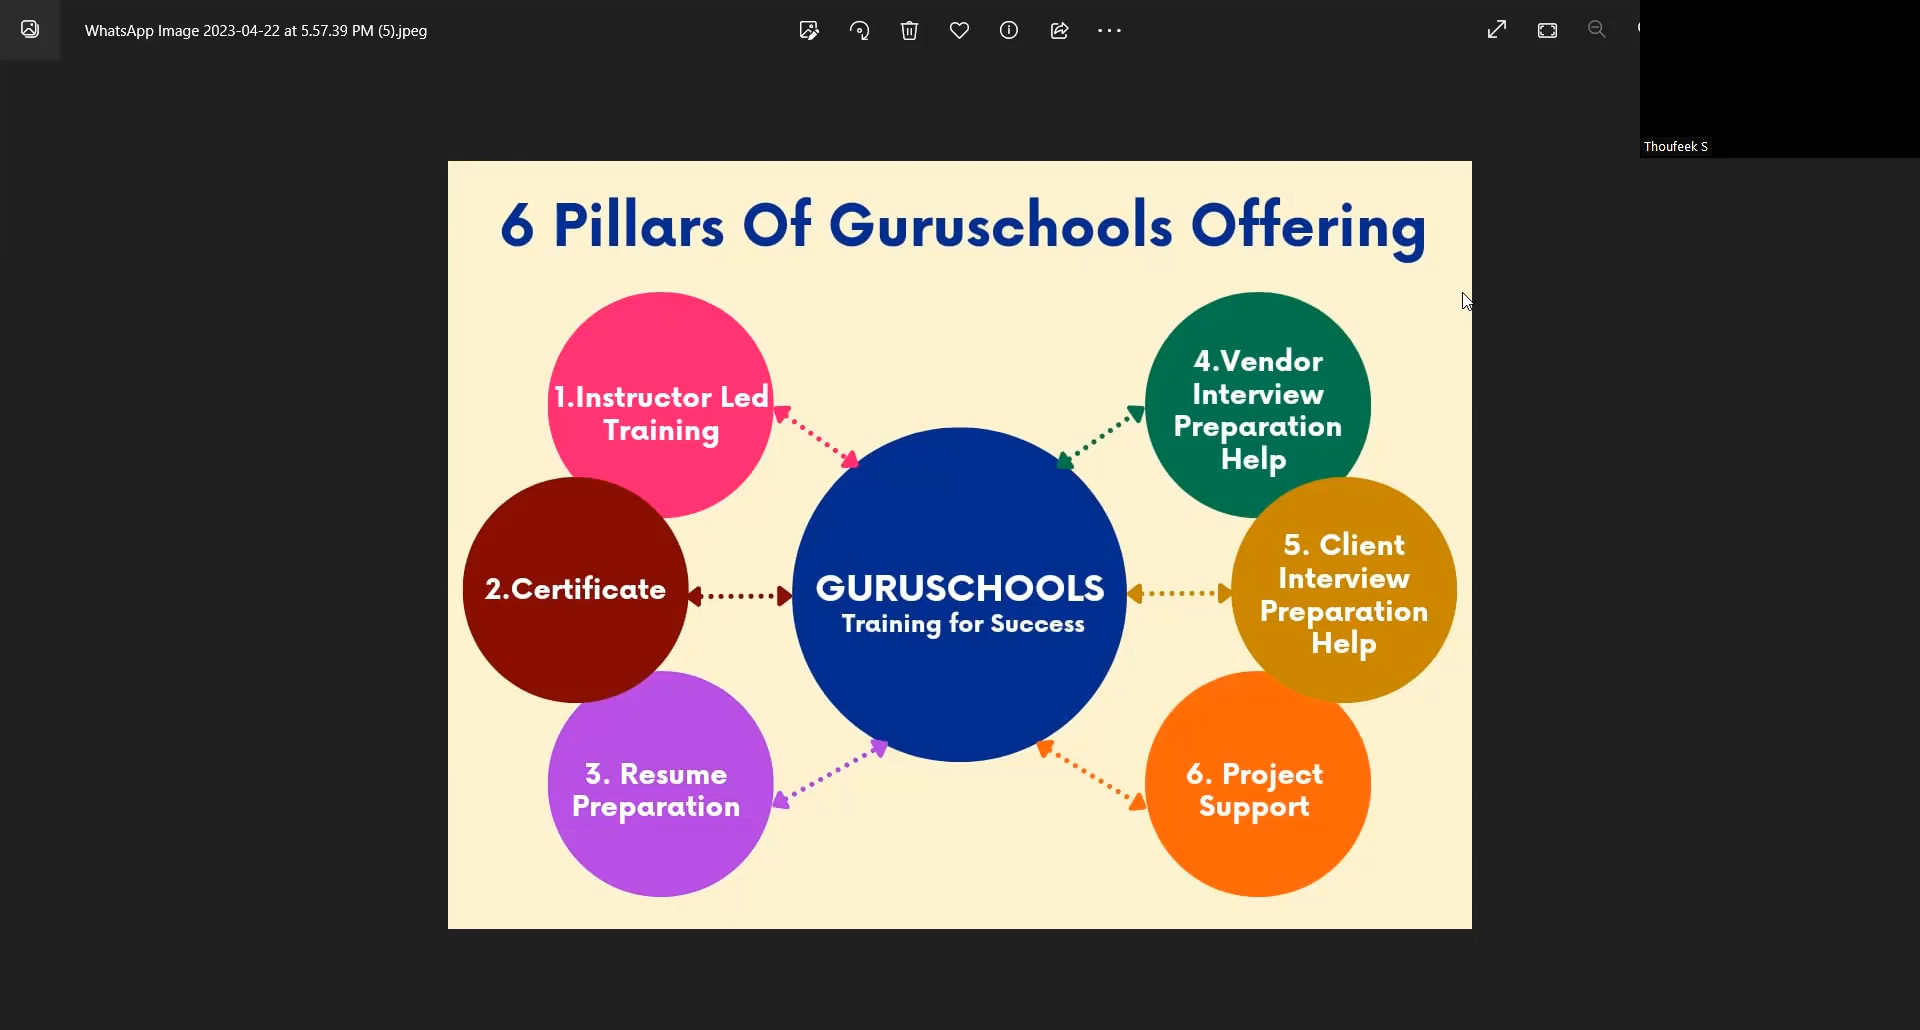 WhatsApp Image 2023-04-22 at 5.57.39 PM (5).jpeg
Thoufeek S
6 Pillars Of Guruschools Offering
1.Instructor Led
Training
2.Certificate
3. Resume
Preparation
GURUSCHOOLS
Training for Success
4.Vendor
Interview
Preparation
Help
5. Client
Interview
Preparation
Help
6. Project
Support